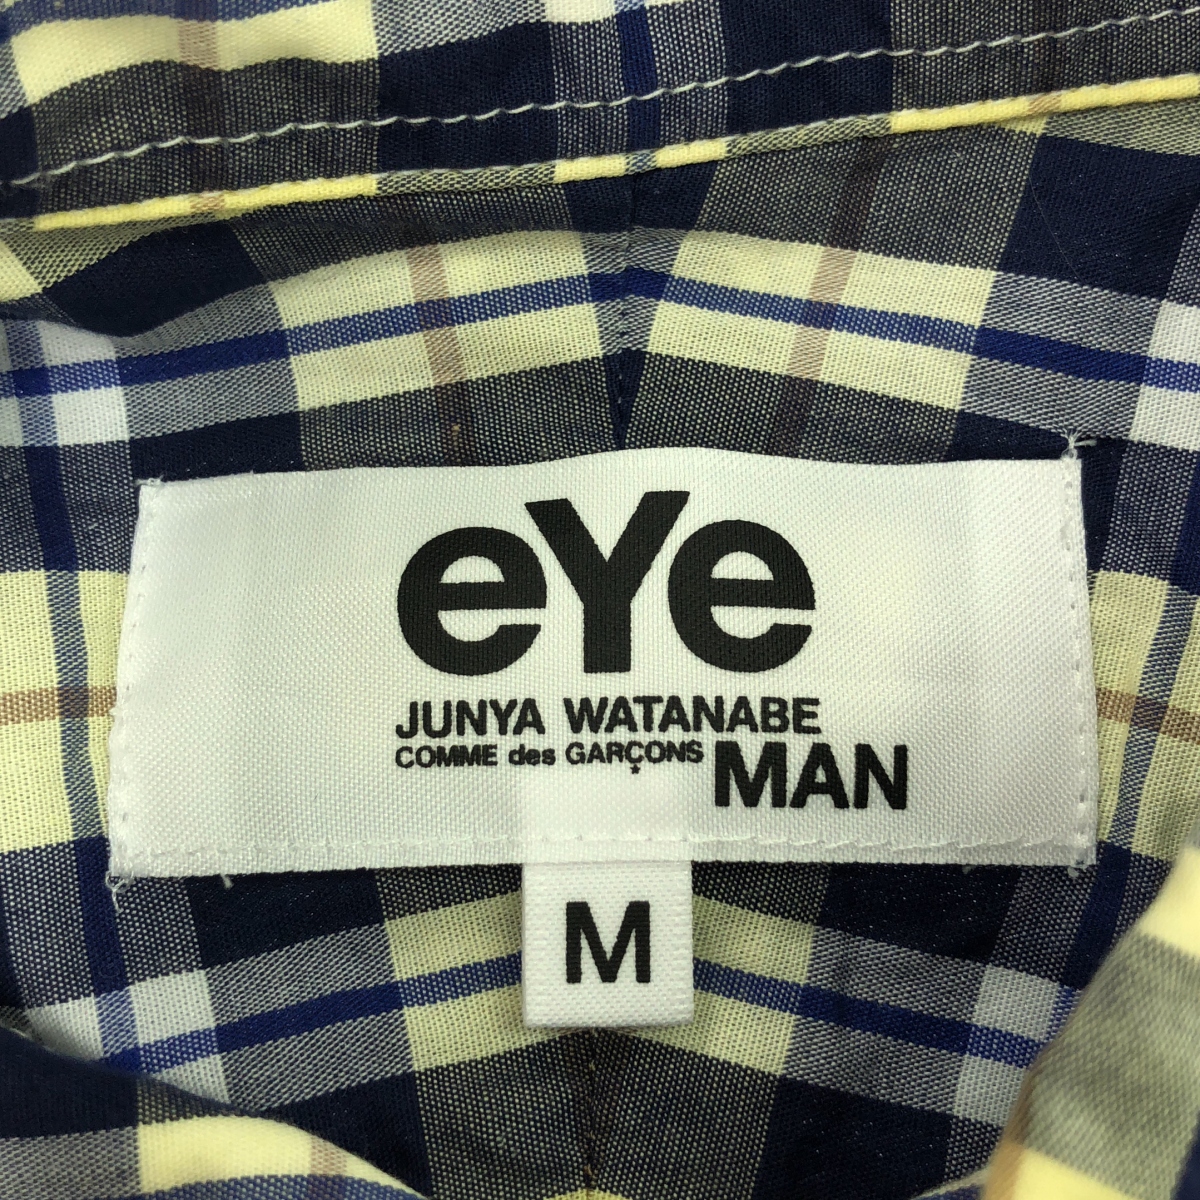 eYe
JUNYA WATANABE
COMME des GARÇONS MAN
M